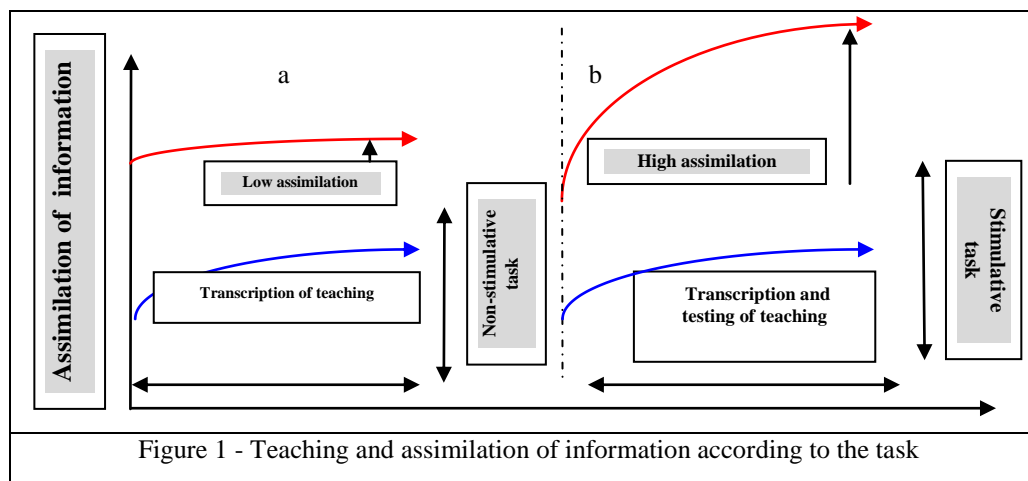 Assimilation of information
a
b
Low assimilation
High assimilation
Non-stimulative
task
Stimulative
task
Transcription of teaching
Transcription and
testing of teaching
Figure 1 - Teaching and assimilation of information according to the task